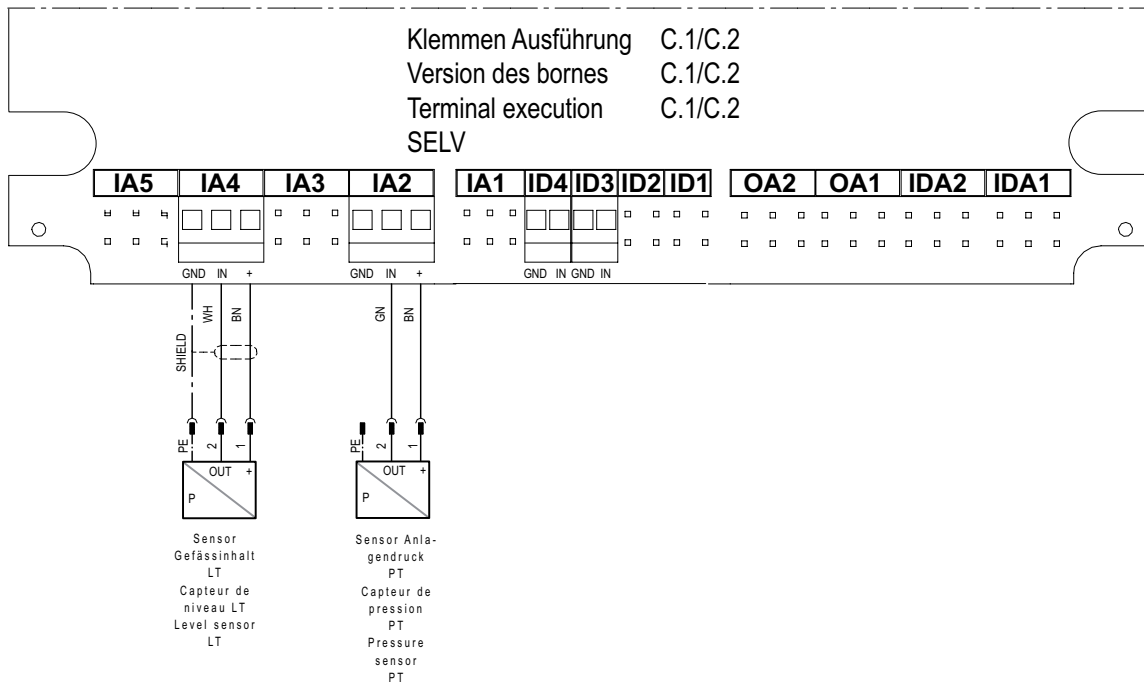 Klemmen Ausführung C.1/C.2
Version des bornes C.1/C.2
Terminal execution C.1/C.2
SELV
IA5 IA4 IA3 IA2 IA1 ID4 ID3 ID2 ID1 OA2 OA1 IDA2 IDA1
GND IN + GND IN + GND IN GND IN
SHIELD WH BN GN BN
PE 2 1 PE 2 1
OUT + OUT +
P P
Sensor
Gefässinhalt
LT
Capteur de
niveau LT
Level sensor
LT
Sensor Anla-
gendruck
PT
Capteur de
pression
PT
Pressure
sensor
PT